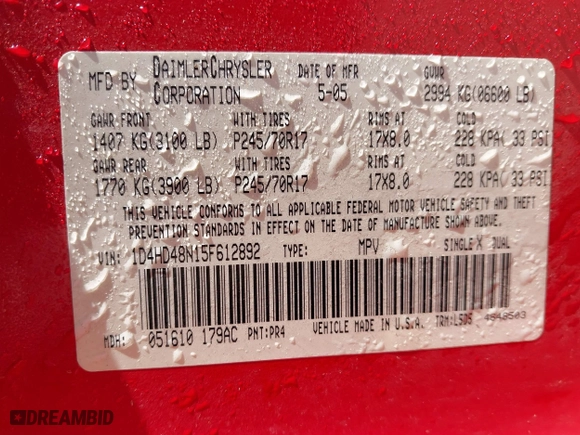 MFD BY DAIMLERCHRYSLER CORPORATION DATE OF MFR 5-05 GVWR 2994 KG(06600 LB)
GAWR FRONT WITH TIRES RIMS AT COLD
1407 KG(3100 LB) P245/70R17 17X8.0 228 KPA( 33 PSI
GAWR REAR WITH TIRES RIMS AT COLD
1770 KG(3900 LB) P245/70R17 17X8.0 228 KPA( 33 PSI
THIS VEHICLE CONFORMS TO ALL APPLICABLE FEDERAL MOTOR VEHICLE SAFETY AND THEFT
PREVENTION STANDARDS IN EFFECT ON THE DATE OF MANUFACTURE SHOWN ABOVE.
VIN: 1D4HD48N15F612892 TYPE: MPV SINGLE X DUAL
MDH: 051610 179AC PNT:PR4 VEHICLE MADE IN U.S.A. TRM:L5D5 4648503
DREAMBID